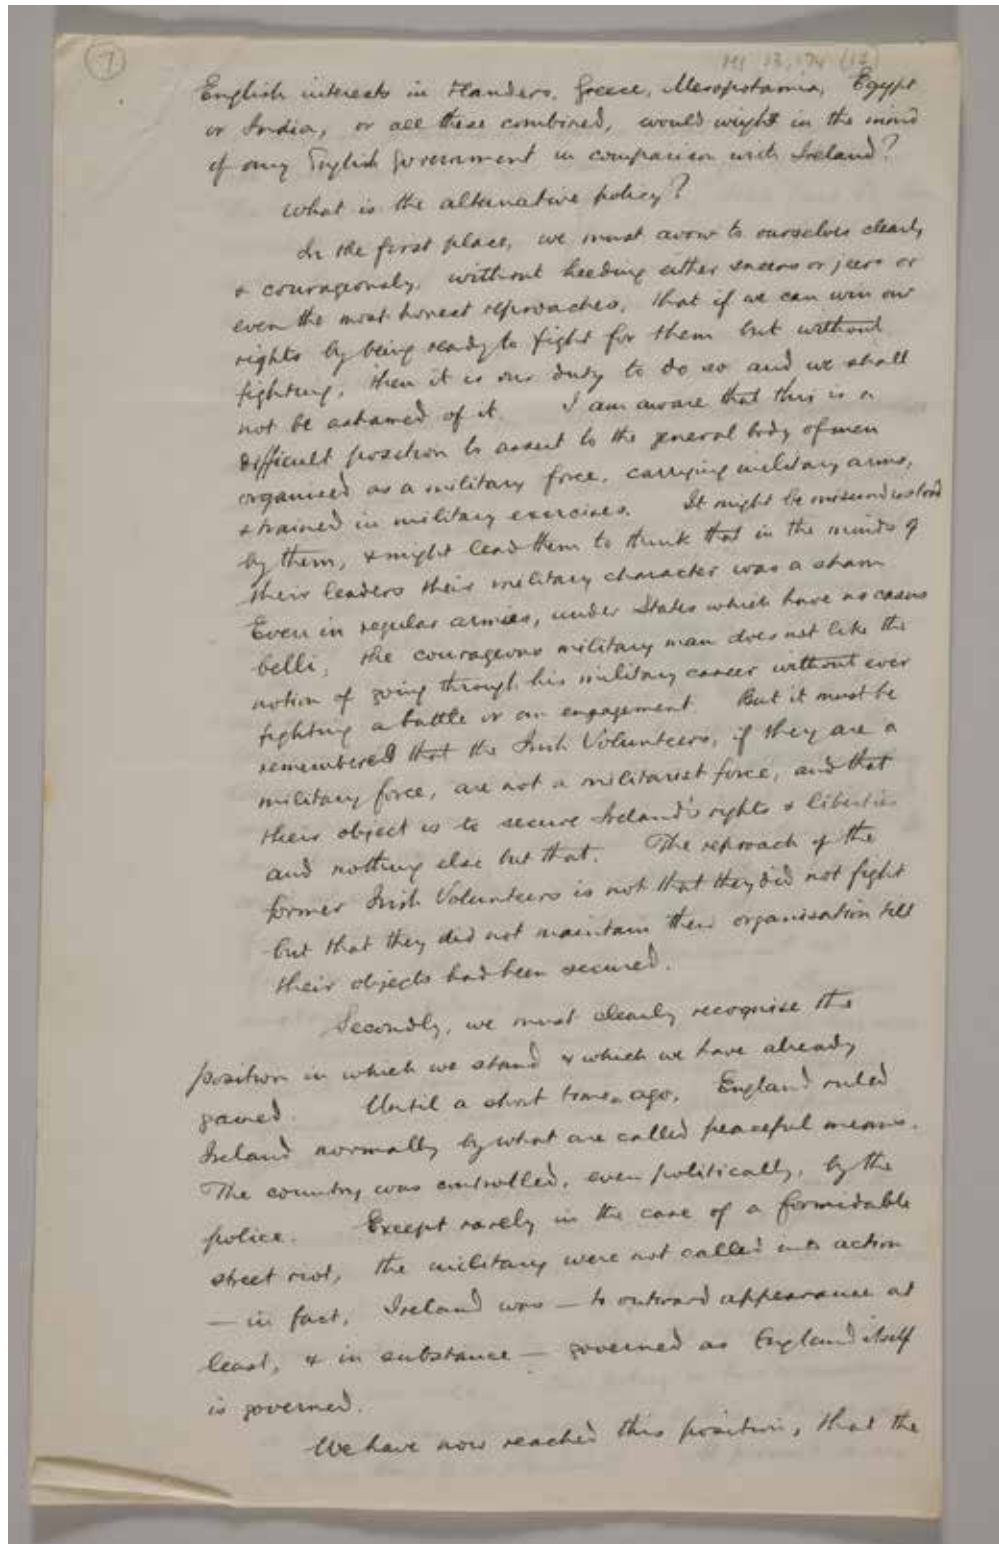 7
MS 13,174 (12)
English interests in Flanders, Greece, Mesopotamia, Egypt
or India, or all these combined, would weigh in the mind
of any English Government in comparison with Ireland?
What is the alternative policy?
In the first place, we must avow to ourselves clearly
& courageously, without heeding either sneers or jeers or
even the most honest reproaches, that if we can win our
rights by being ready to fight for them but without
fighting, then it is our duty to do so and we shall
not be ashamed of it. I am aware that this is a
difficult position to assert to the general body of men
organised as a military force, carrying military arms,
& trained in military exercises. It might be misunderstood
by them, & might lead them to think that in the minds of
their leaders their military character was a sham
Even in regular armies, under States which have no casus
belli, the courageous military man does not like the
notion of going through his military career without ever
fighting a battle or an engagement. But it must be
remembered that the Irish Volunteers, if they are a
military force, are not a militarist force, and that
their object is to secure Ireland's rights & liberties
and nothing else but that. The reproach of the
former Irish Volunteers is not that they did not fight
but that they did not maintain their organisation till
their objects had been secured.
Secondly, we must clearly recognise the
position in which we stand & which we have already
gained. Until a short time ago, England ruled
Ireland normally by what are called peaceful means.
The country was controlled, even politically, by the
police. Except rarely in the case of a formidable
street riot, the military were not called into action
— in fact, Ireland was — to outward appearance at
least, & in substance — governed as England itself
is governed.
We have now reached this position, that the